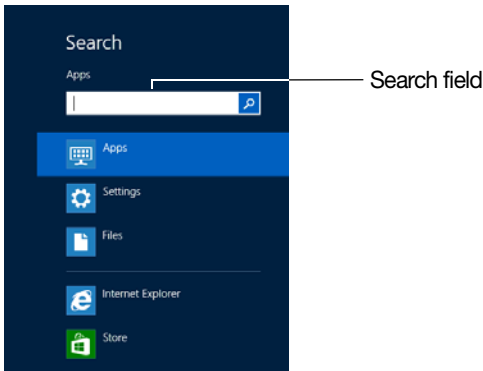 Search
Apps
Search field
Apps
Settings
Files
Internet Explorer
Store